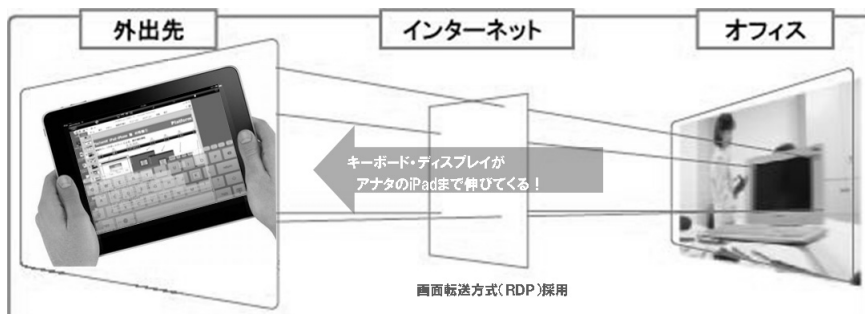 外出先
インターネット
オフィス
キーボード・ディスプレイが
アナタのiPadまで伸びてくる!
画面転送方式(RDP)採用